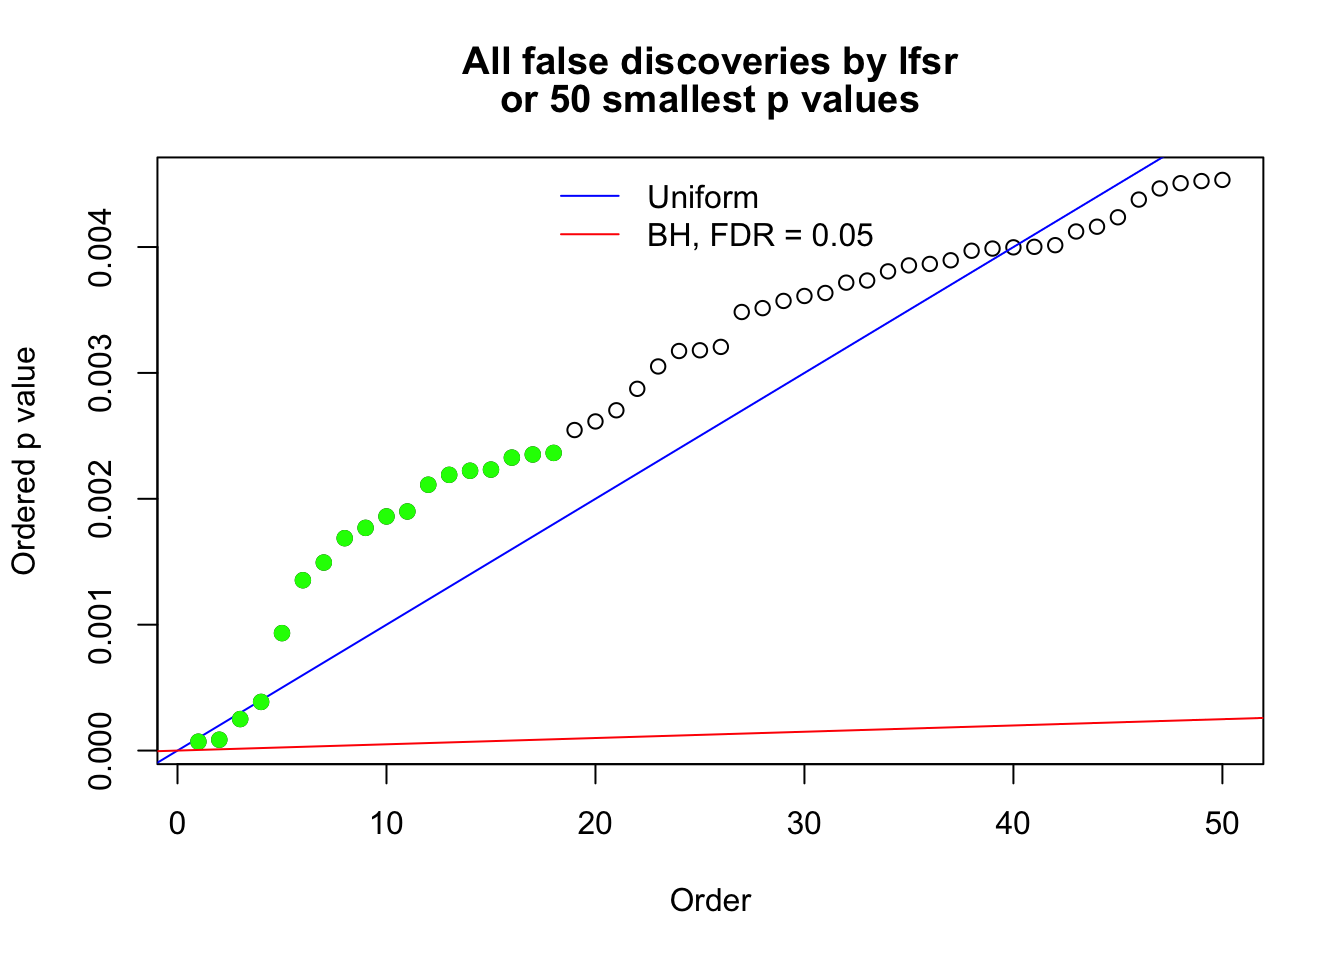 All false discoveries by lfsr
or 50 smallest p values
Uniform
BH, FDR = 0.05
Ordered p value
0.004
0.003
0.002
0.001
0.000
0 10 20 30 40 50
Order